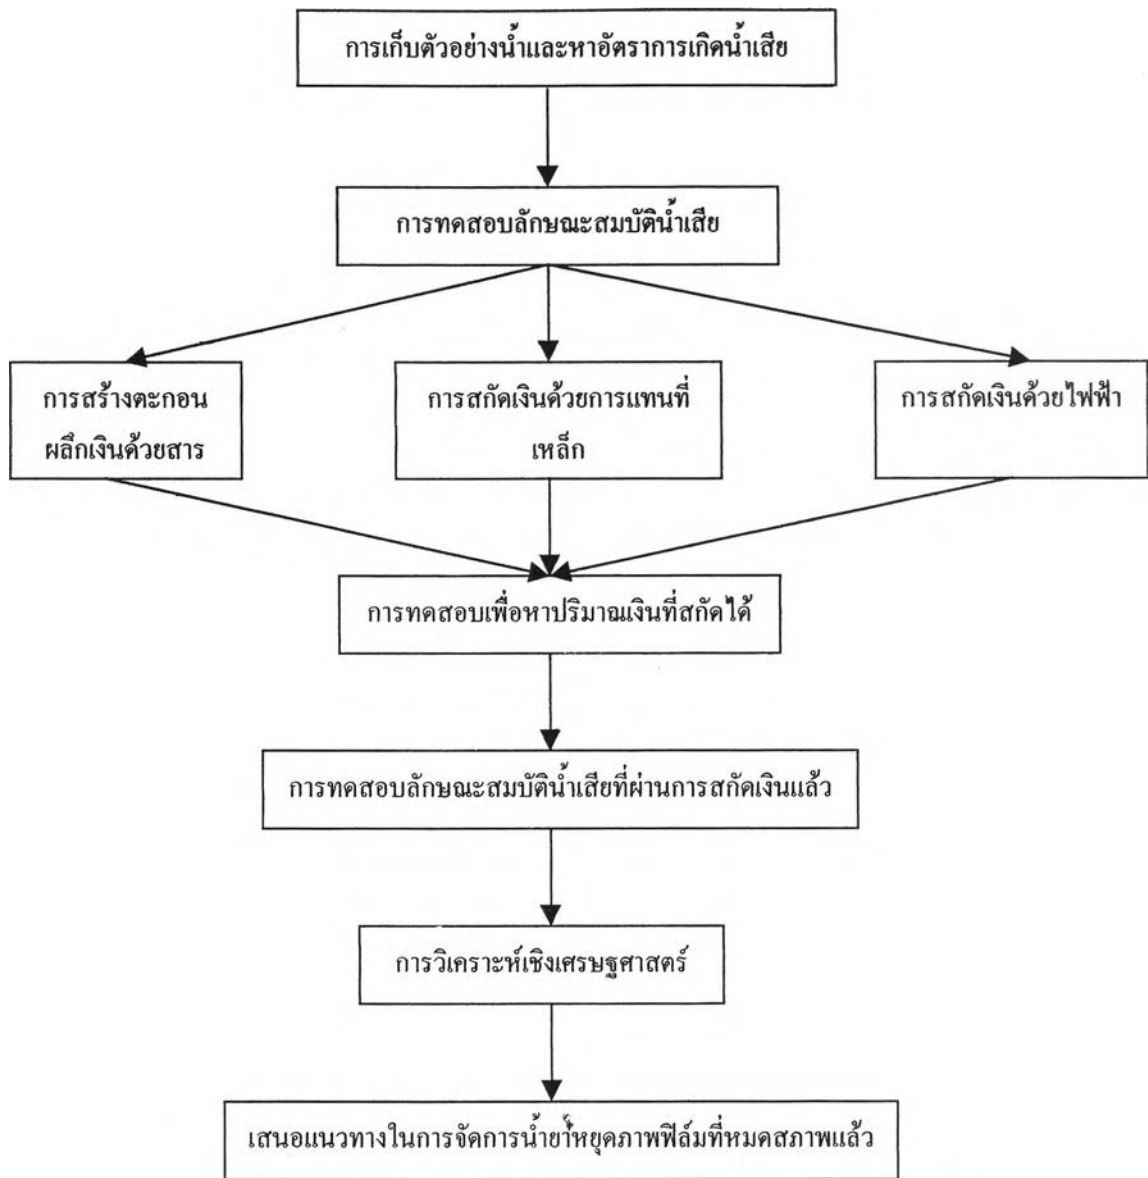 การเก็บตัวอย่างน้ำและหาอัตราการเกิดน้ำเสีย
การทดสอบลักษณะสมบัติน้ำเสีย
การสร้างตะกอน
ผลึกเงินด้วยสาร
การสกัดเงินด้วยการแทนที่
เหล็ก
การสกัดเงินด้วยไฟฟ้า
การทดสอบเพื่อหาปริมาณเงินที่สกัดได้
การทดสอบลักษณะสมบัติน้ำเสียที่ผ่านการสกัดเงินแล้ว
การวิเคราะห์เชิงเศรษฐศาสตร์
เสนอแนวทางในการจัดการน้ำยาหยุดภาพฟิล์มที่หมดสภาพแล้ว